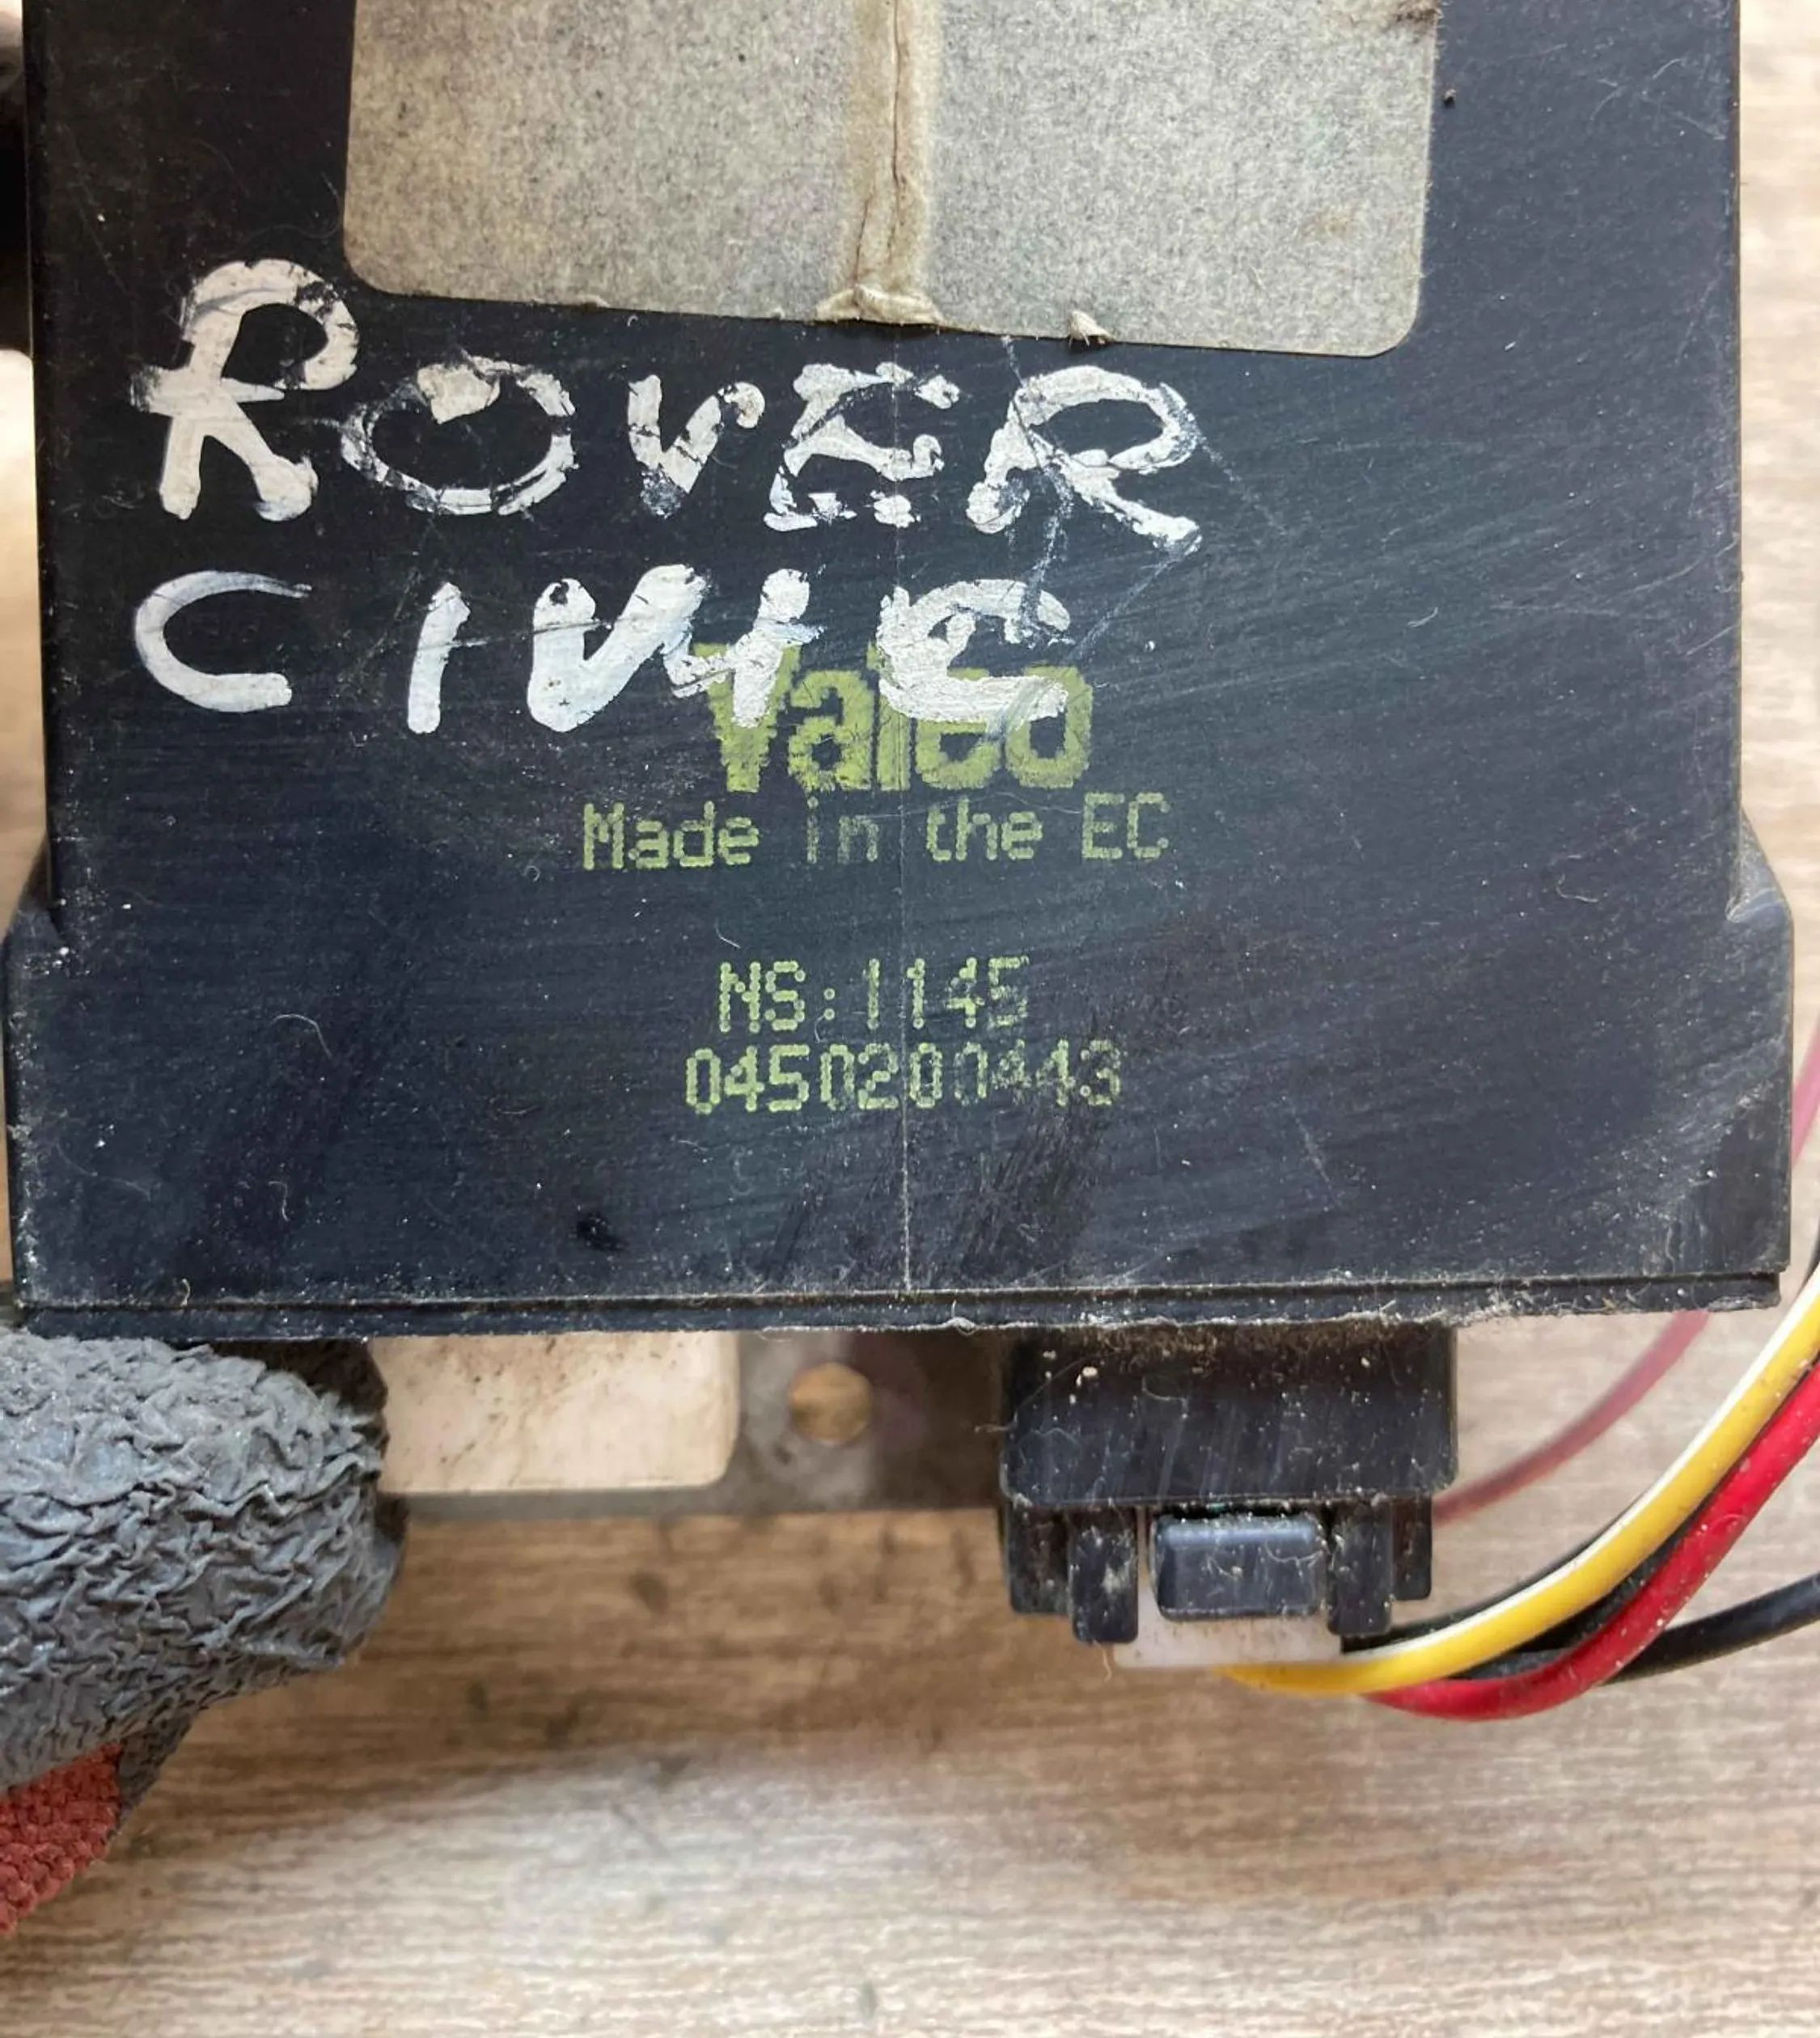 ROVER
CIVIC
Valeo
Made in the EC
NS:1145
0450200443